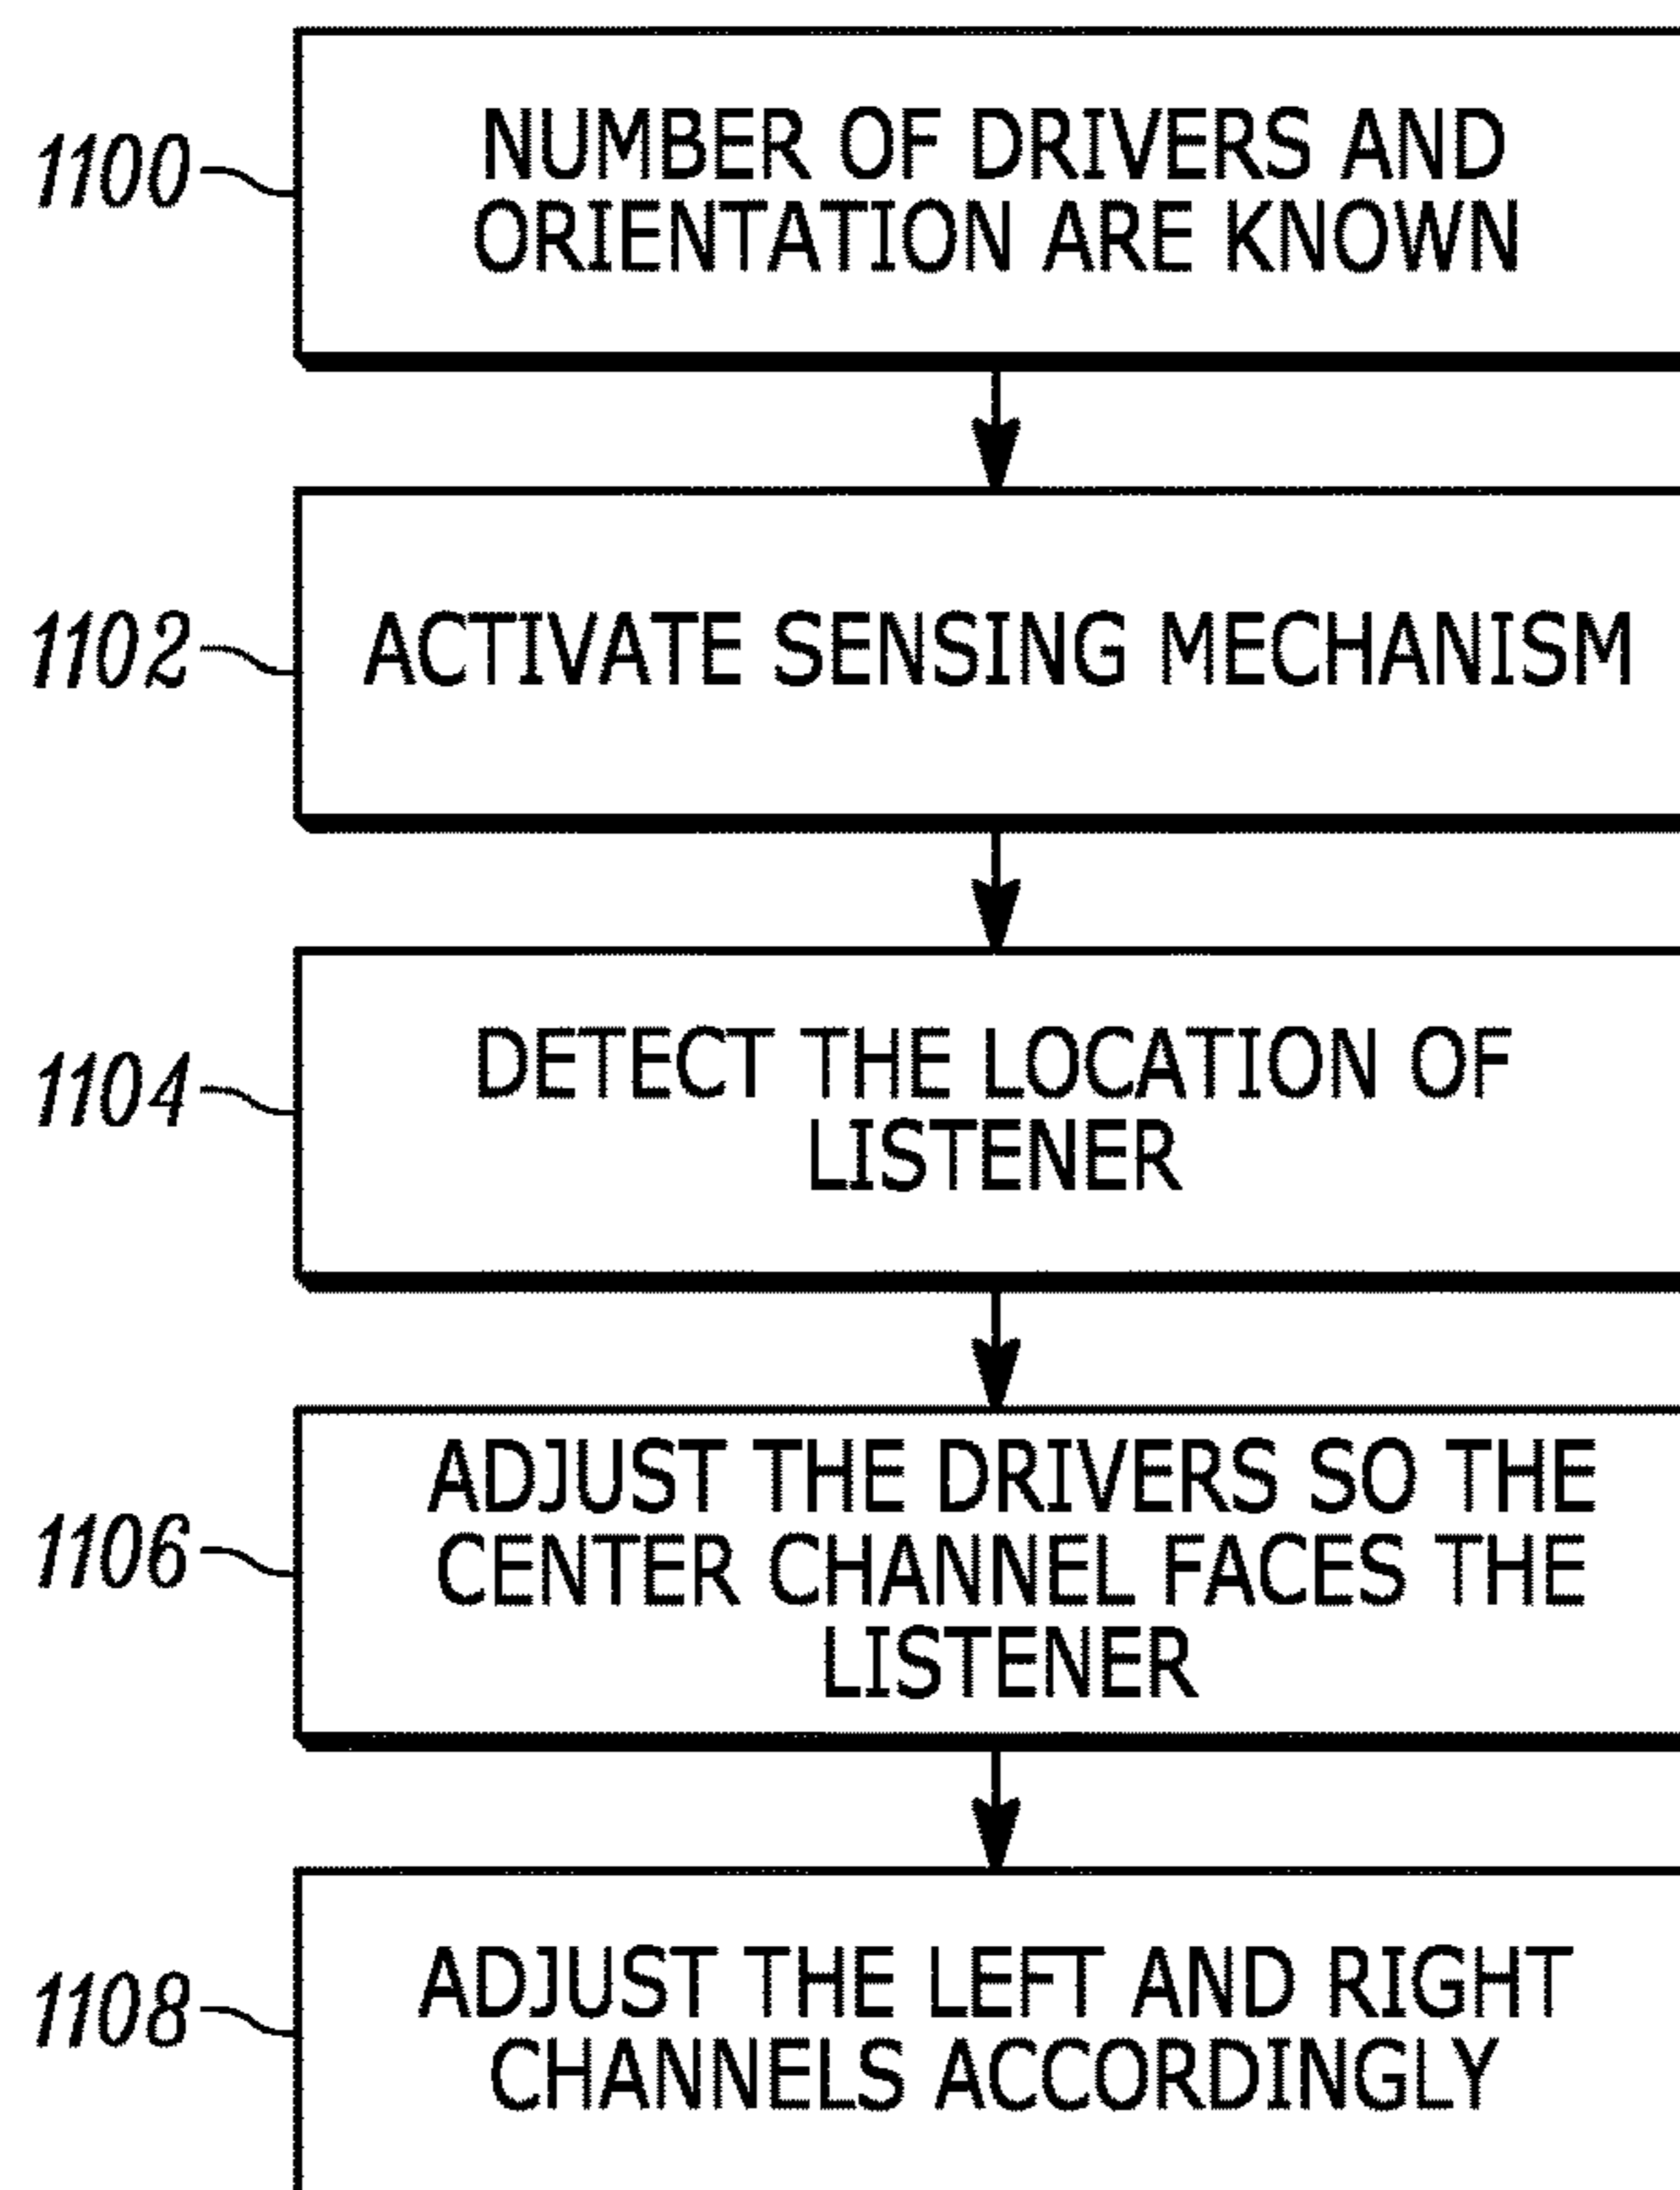 1100
NUMBER OF DRIVERS AND
ORIENTATION ARE KNOWN
1102
ACTIVATE SENSING MECHANISM
1104
DETECT THE LOCATION OF
LISTENER
1106
ADJUST THE DRIVERS SO THE
CENTER CHANNEL FACES THE
LISTENER
1108
ADJUST THE LEFT AND RIGHT
CHANNELS ACCORDINGLY